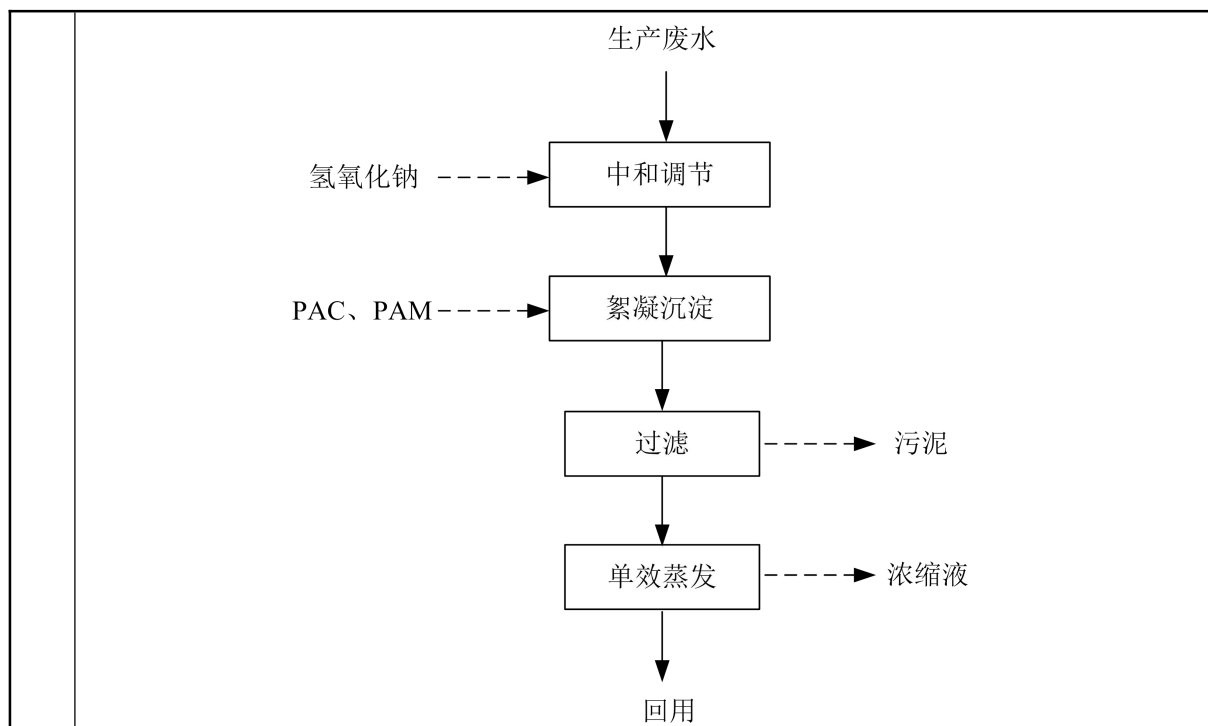 生产废水
氢氧化钠
中和调节
PAC、PAM
絮凝沉淀
过滤
污泥
单效蒸发
浓缩液
回用